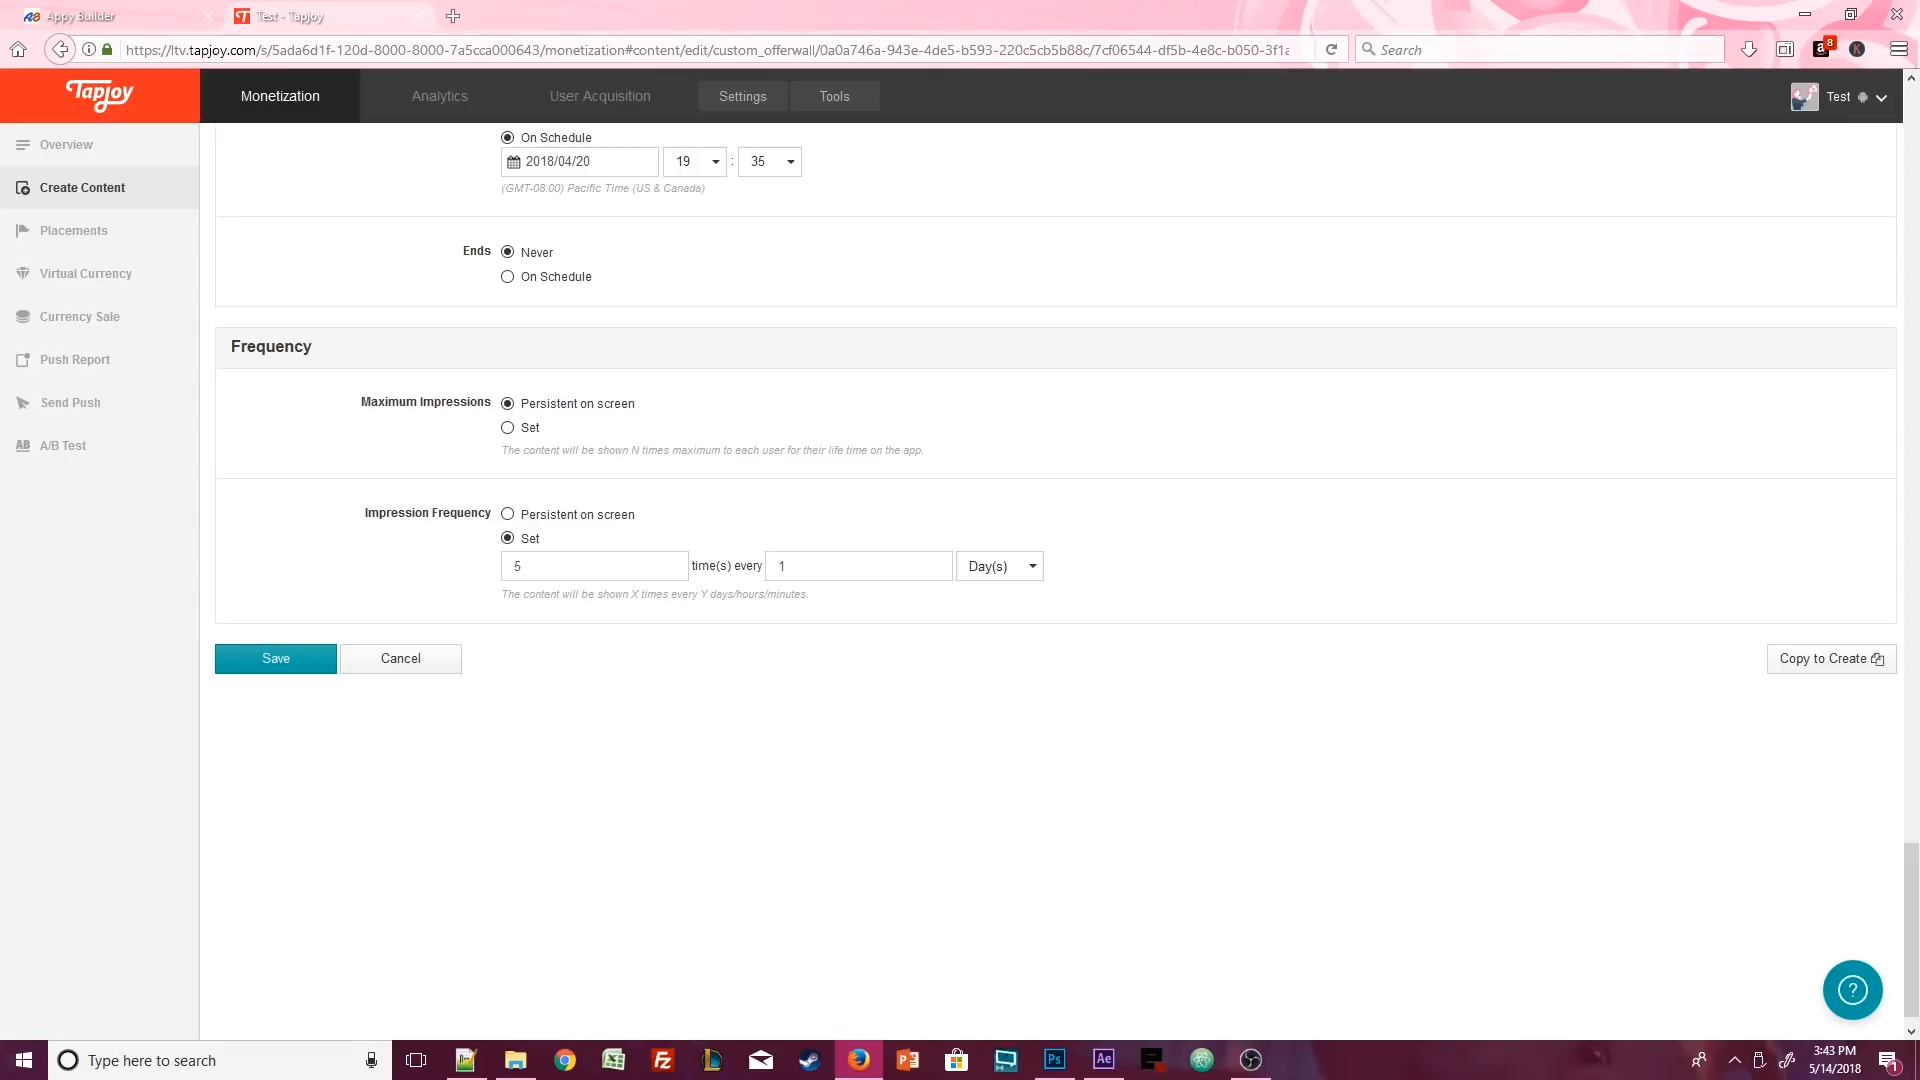 Appy Builder
Test - Tapjoy
https://ltv.tapjoy.com/s/5ada6d1f-120d-8000-8000-7a5cca000643/monetization#content/edit/custom_offerwall/0a0a746a-943e-4de5-b593-220c5cb5b88c/7cf06544-df5b-4e8c-b050-3f1a
Search
8
Tapjoy
Monetization
Analytics
User Acquisition
Settings
Tools
Test
Overview
Create Content
Placements
Virtual Currency
Currency Sale
Push Report
Send Push
AB A/B Test
On Schedule
2018/04/20 19 : 35
(GMT-08:00) Pacific Time (US & Canada)
Ends Never
On Schedule
Frequency
Maximum Impressions Persistent on screen
Set
The content will be shown N times maximum to each user for their life time on the app.
Impression Frequency Persistent on screen
Set
5 time(s) every 1 Day(s)
The content will be shown X times every Y days/hours/minutes.
Save
Cancel
Copy to Create
?
Type here to search
Fz
Ps
Ae
3:43 PM
5/14/2018
1